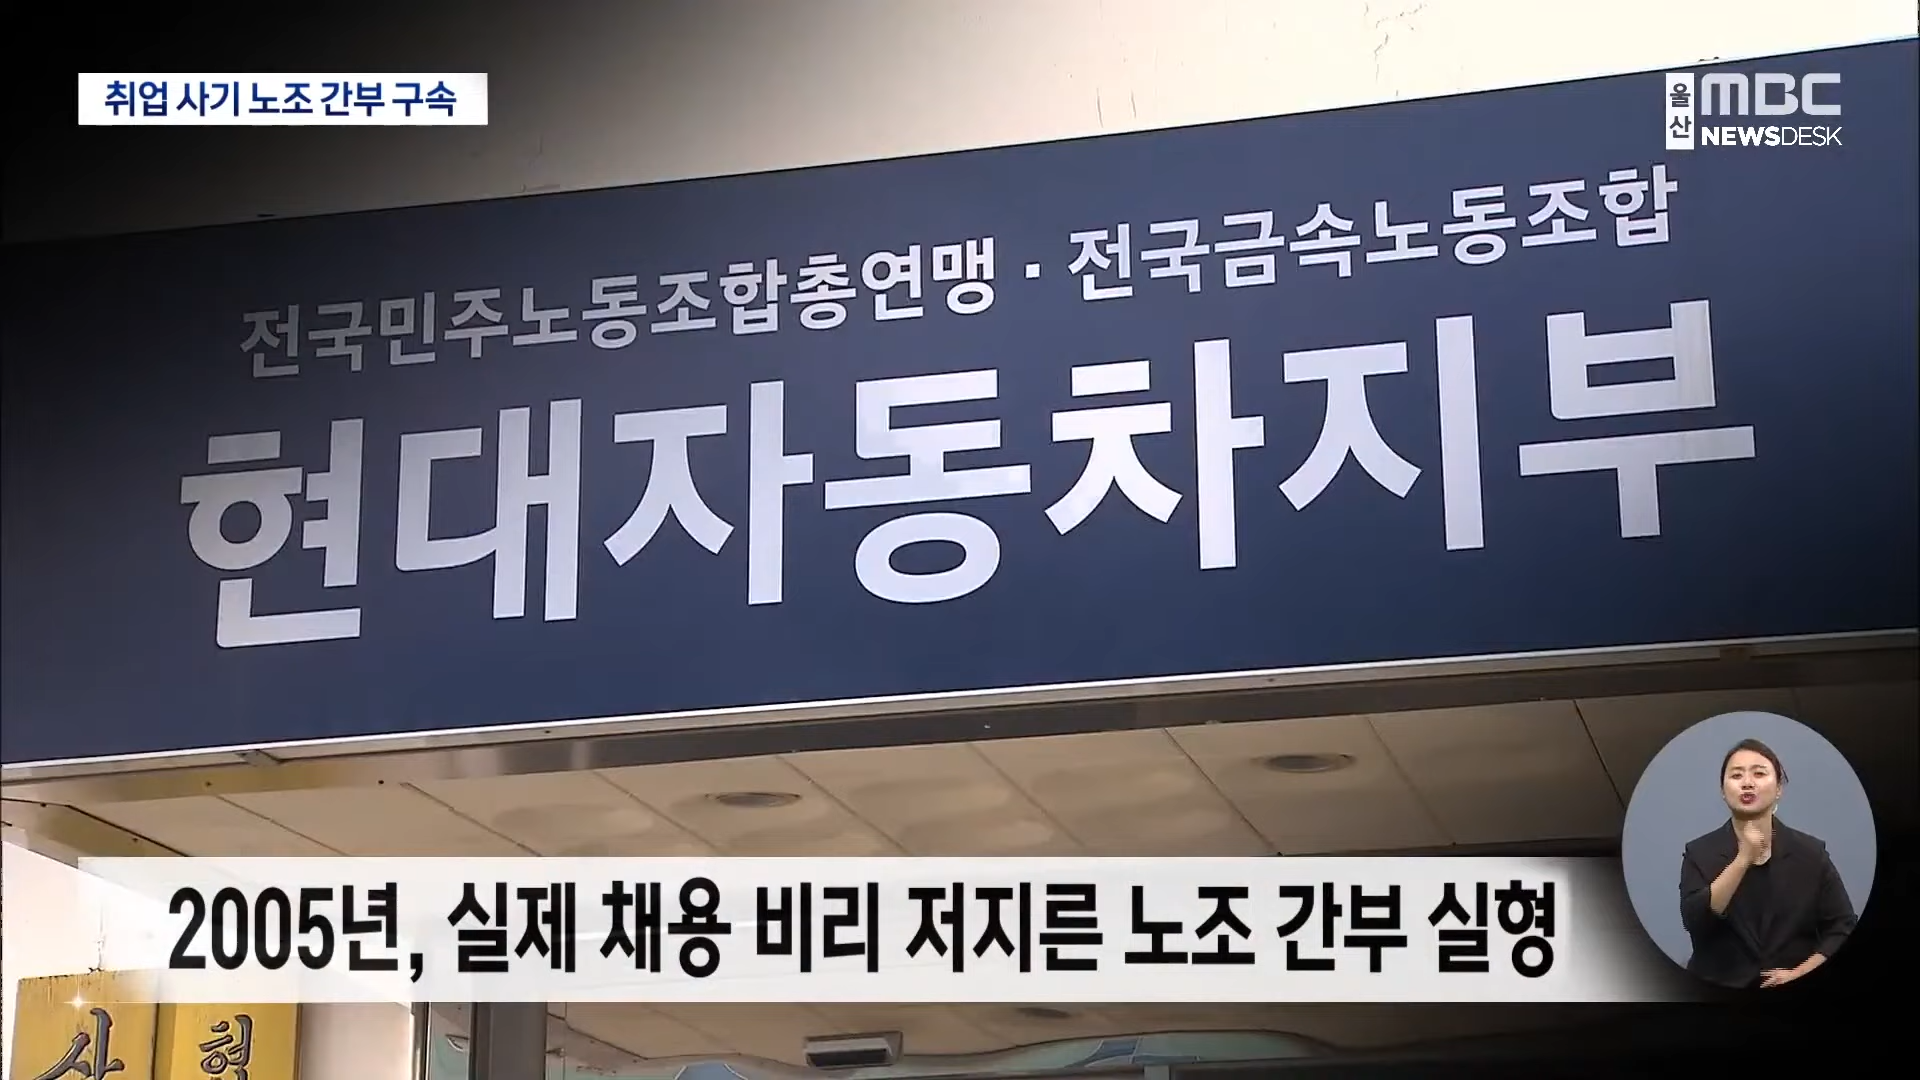 취업 사기 노조 간부 구속
울산
MBC
NEWSDESK
전국민주노동조합총연맹 · 전국금속노동조합
현대자동차지부
2005년, 실제 채용 비리 저지른 노조 간부 실형
사 현